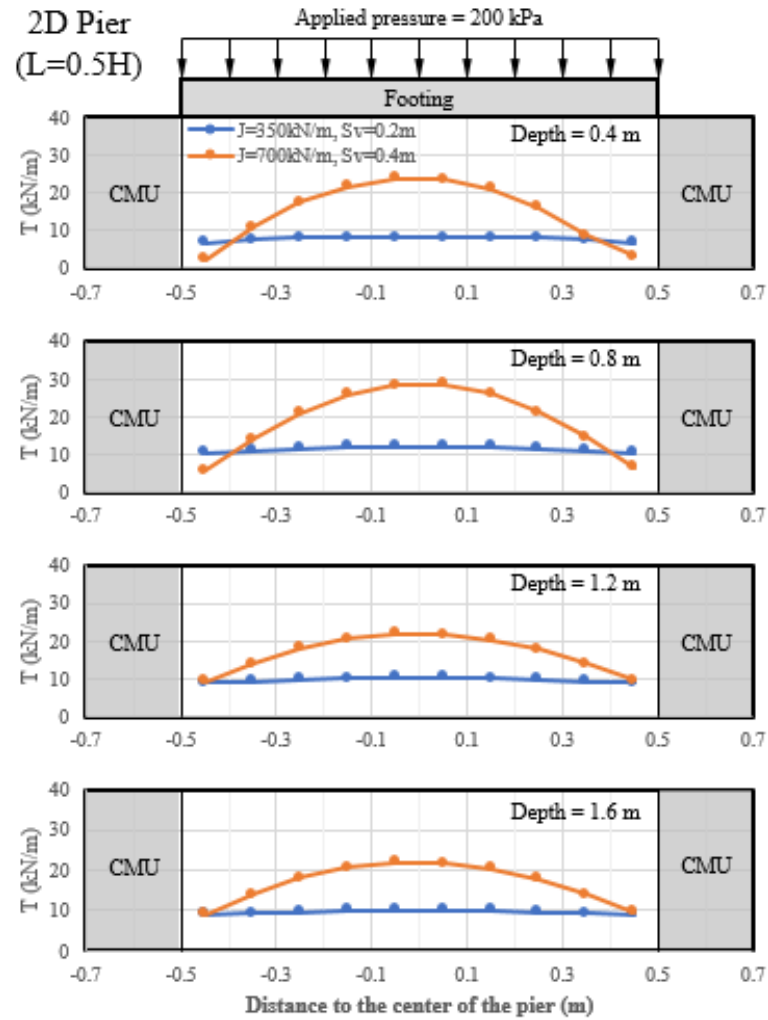 2D Pier
(L=0.5H)
Applied pressure = 200 kPa
Footing
T (kN/m)
40
30
20
10
0
CMU
J=350kN/m, Sv=0.2m
J=700kN/m, Sv=0.4m
Depth = 0.4 m
CMU
-0.7 -0.5 -0.3 -0.1 0.1 0.3 0.5 0.7
T (kN/m)
40
30
20
10
0
CMU
Depth = 0.8 m
CMU
-0.7 -0.5 -0.3 -0.1 0.1 0.3 0.5 0.7
T (kN/m)
40
30
20
10
0
CMU
Depth = 1.2 m
CMU
-0.7 -0.5 -0.3 -0.1 0.1 0.3 0.5 0.7
T (kN/m)
40
30
20
10
0
CMU
Depth = 1.6 m
CMU
-0.7 -0.5 -0.3 -0.1 0.1 0.3 0.5 0.7
Distance to the center of the pier (m)